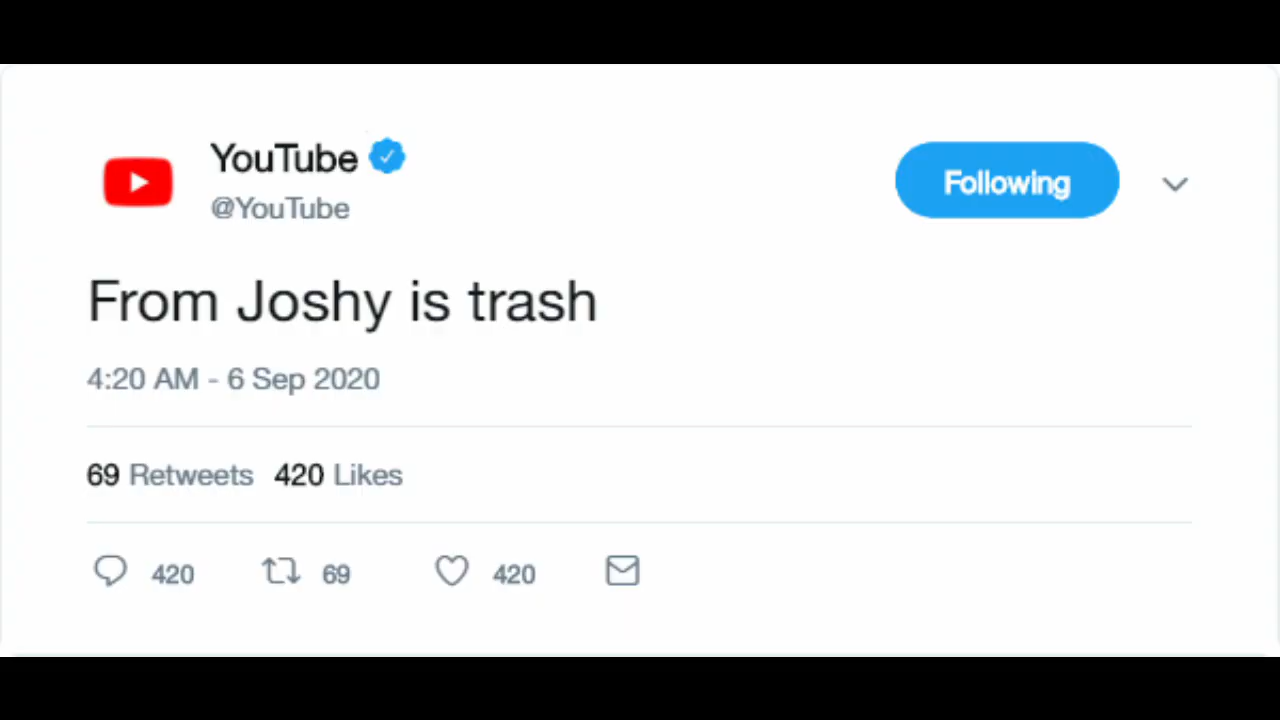 YouTube
@YouTube
Following
From Joshy is trash
4:20 AM - 6 Sep 2020
69 Retweets 420 Likes
420 69 420